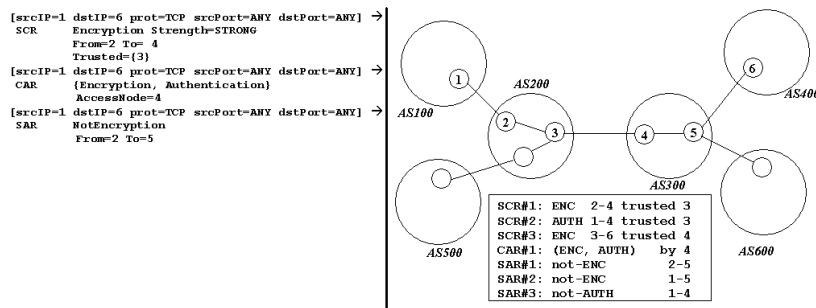 [srcIP=1 dstIP=6 prot=TCP srcPort=ANY dstPort=ANY] →
SCR Encryption Strength=STRONG
From=2 To= 4
Trusted={3}
[srcIP=1 dstIP=6 prot=TCP srcPort=ANY dstPort=ANY] →
CAR {Encryption, Authentication}
AccessNode=4
[srcIP=1 dstIP=6 prot=TCP srcPort=ANY dstPort=ANY] →
SAR NotEncryption
From=2 To=5
1
AS100
AS200
2
3
4
5
AS300
6
AS400
AS500
AS600
SCR#1: ENC 2-4 trusted 3
SCR#2: AUTH 1-4 trusted 3
SCR#3: ENC 3-6 trusted 4
CAR#1: (ENC, AUTH) by 4
SAR#1: not-ENC 2-5
SAR#2: not-ENC 1-5
SAR#3: not-AUTH 1-4